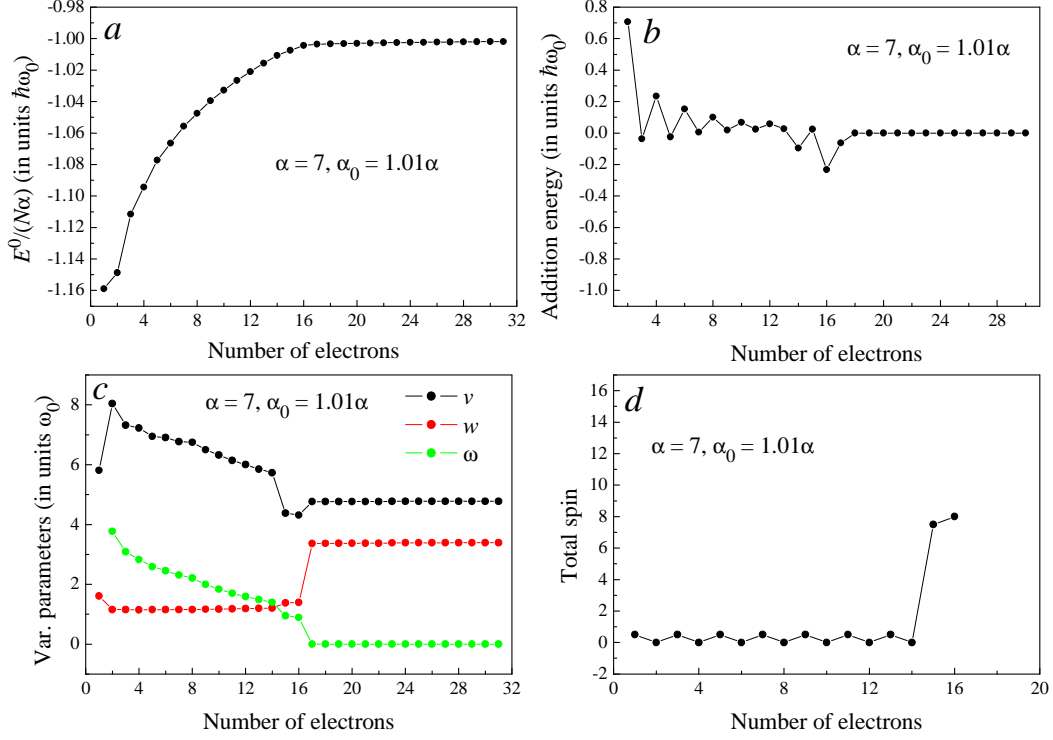 a
E⁰/(Nα) (in units ħω₀)
-0.98
-1.00
-1.02
-1.04
-1.06
-1.08
-1.10
-1.12
-1.14
-1.16
α = 7, α₀ = 1.01α
0 4 8 12 16 20 24 28 32
Number of electrons
b
Addition energy (in units ħω₀)
0.8
0.6
0.4
0.2
0.0
-0.2
-0.4
-0.6
-0.8
-1.0
α = 7, α₀ = 1.01α
4 8 12 16 20 24 28
Number of electrons
c
Var. parameters (in units ω₀)
8
6
4
2
0
α = 7, α₀ = 1.01α
v
w
ω
0 4 8 12 16 20 24 28 32
Number of electrons
d
Total spin
16
14
12
10
8
6
4
2
0
-2
α = 7, α₀ = 1.01α
0 4 8 12 16 20
Number of electrons